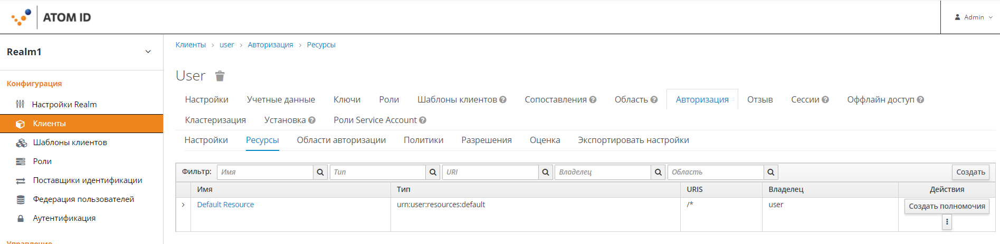 ATOM ID
Admin
Realm1
Клиенты > user > Авторизация > Ресурсы
User
Конфигурация
Настройки Realm
Клиенты
Шаблоны клиентов
Роли
Поставщики идентификации
Федерация пользователей
Аутентификация
Управление
Настройки Учетные данные Ключи Роли Шаблоны клиентов ? Сопоставления ? Область ? Авторизация Отзыв Сессии ? Оффлайн доступ ?
Кластеризация Установка ? Роли Service Account ?
Настройки Ресурсы Области авторизации Политики Разрешения Оценка Экспортировать настройки
Фильтр: Имя Тип URI Владелец Область Создать
Имя Тип URIS Владелец Действия
Default Resource urn:user:resources:default /* user Создать полномочия